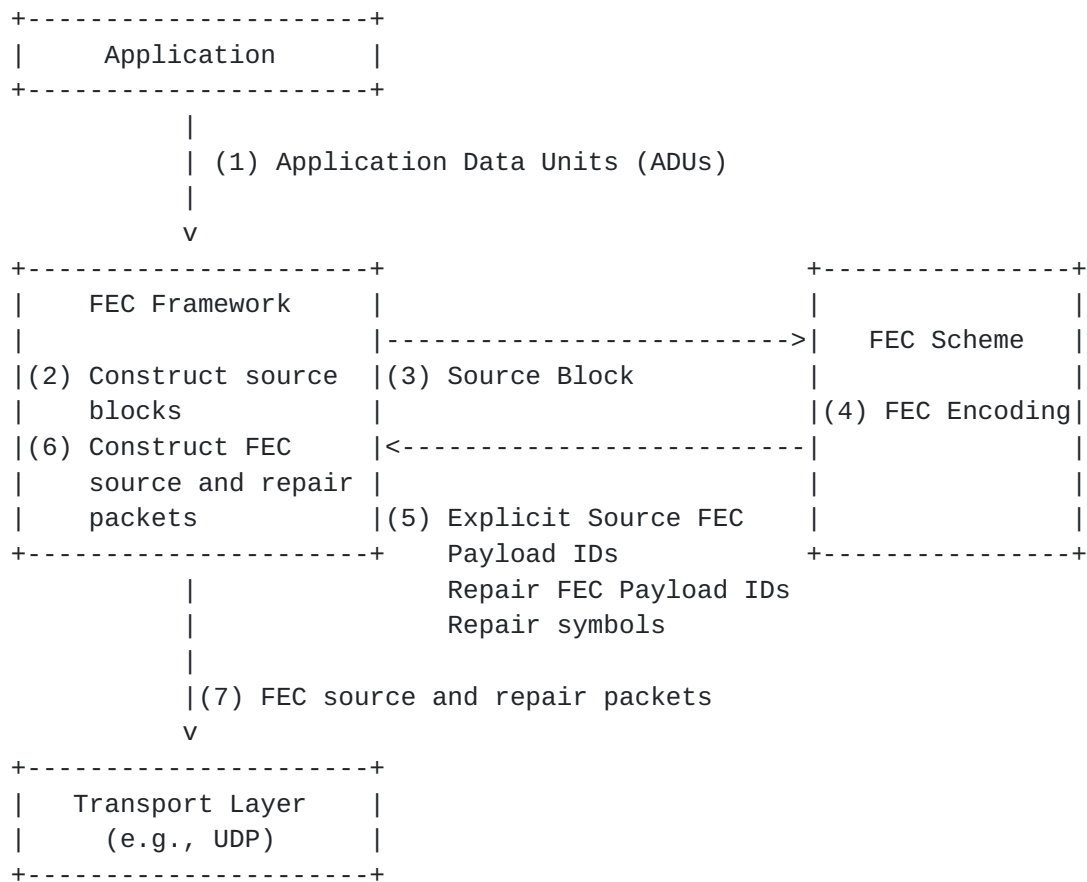 Application
(1) Application Data Units (ADUs)
FEC Framework
FEC Scheme
(2) Construct source (3) Source Block
blocks (4) FEC Encoding
(6) Construct FEC
source and repair
packets (5) Explicit Source FEC
Payload IDs
Repair FEC Payload IDs
Repair symbols
(7) FEC source and repair packets
Transport Layer
(e.g., UDP)